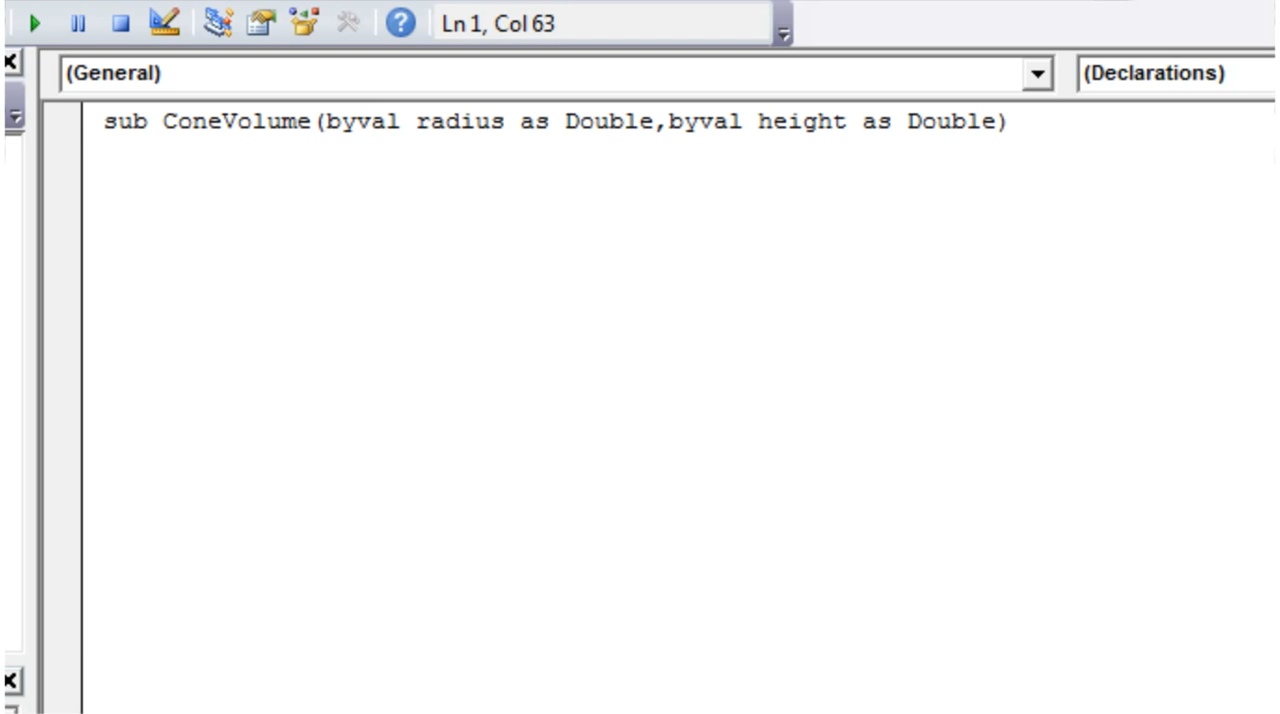 Ln 1, Col 63
(General)
(Declarations)
sub ConeVolume(byval radius as Double,byval height as Double)